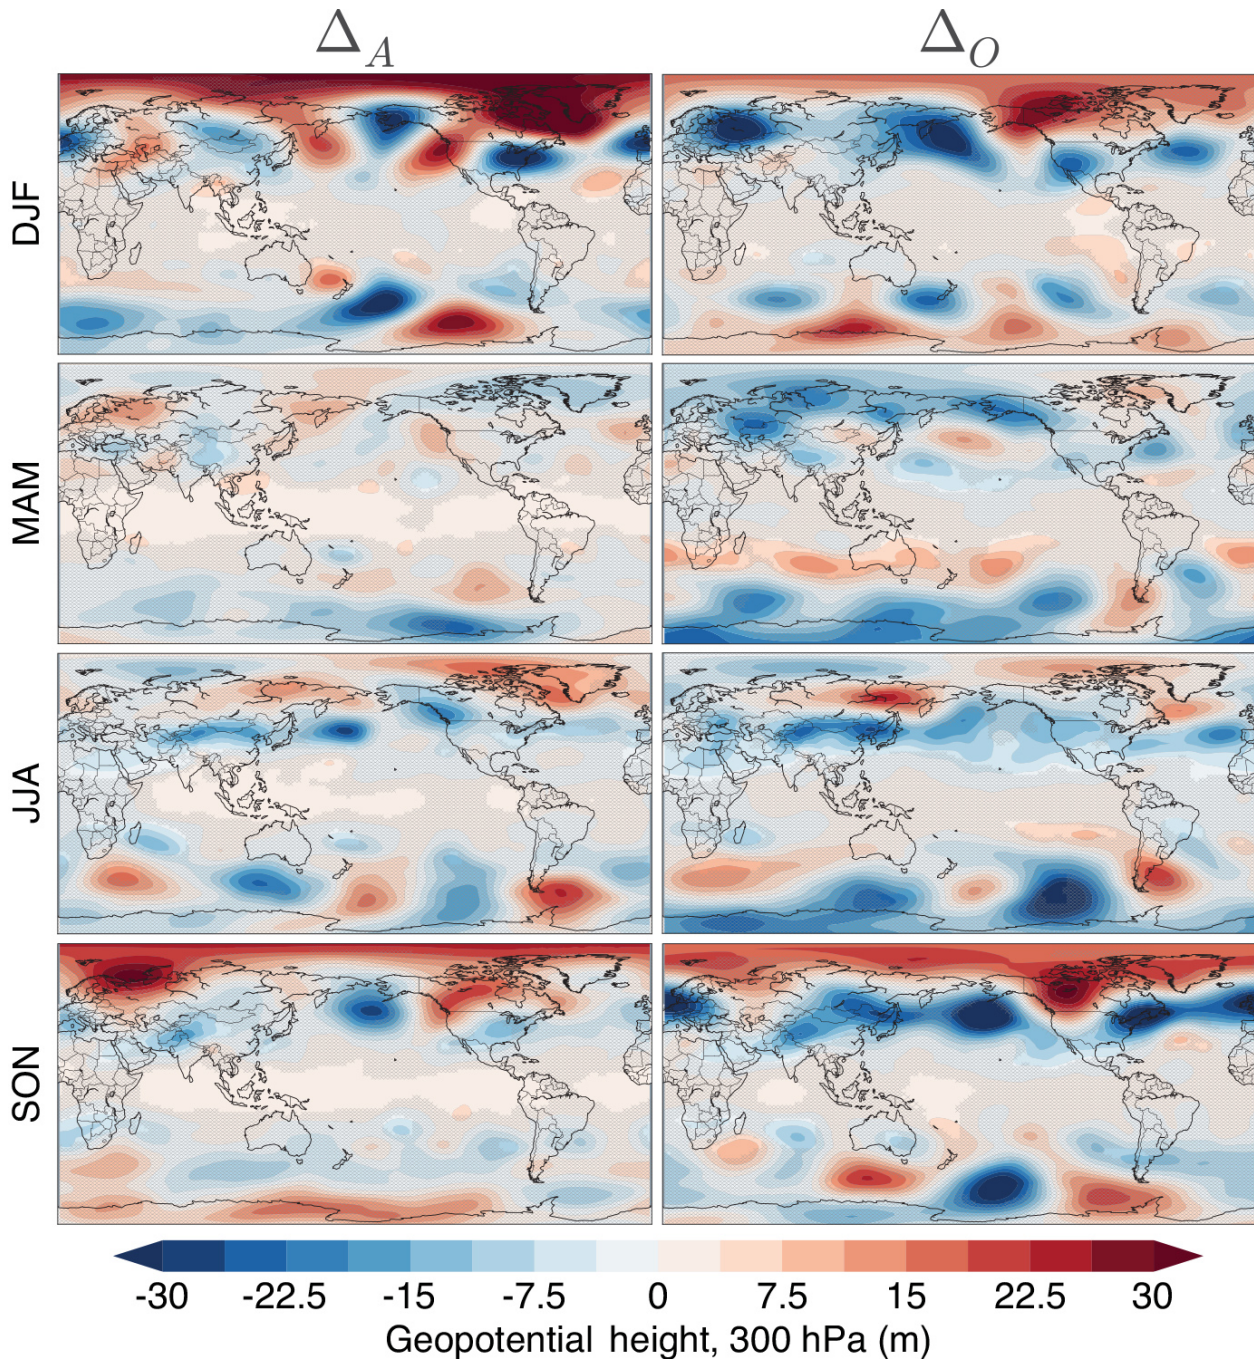 Δ_A Δ_O
DJF
MAM
JJA
SON
-30 -22.5 -15 -7.5 0 7.5 15 22.5 30
Geopotential height, 300 hPa (m)